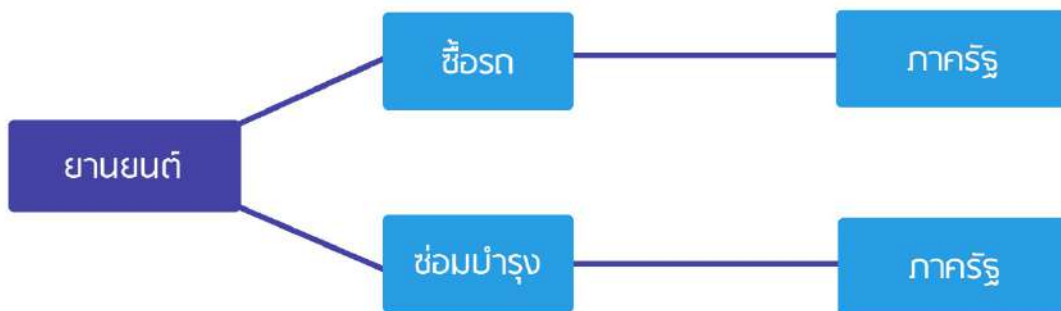 ซื้อรถ
ภาครัฐ
ยานยนต์
ซ่อมบำรุง
ภาครัฐ